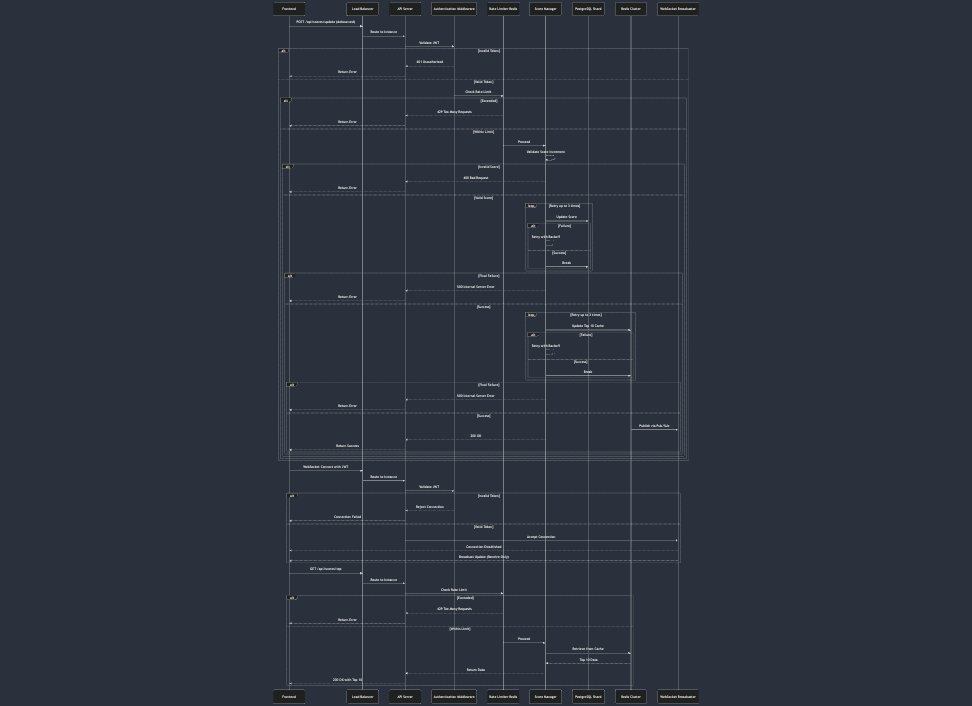 Frontend
Load Balancer
API Server
Authentication Middleware
Rate Limiter Redis
Score Manager
PostgreSQL Shard
Redis Cluster
WebSocket Broadcaster
POST /api/scores/update (debounced)
Route to Instance
Validate JWT
alt
[Invalid Token]
401 Unauthorized
Return Error
[Valid Token]
Check Rate Limit
alt
[Exceeded]
429 Too Many Requests
Return Error
[Within Limit]
Proceed
Validate Score Increment
alt
[Invalid Score]
400 Bad Request
Return Error
[Valid Score]
loop
[Retry up to 3 times]
Update Score
alt
[Failure]
Retry with Backoff
[Success]
Break
alt
[Final Failure]
500 Internal Server Error
Return Error
[Success]
loop
[Retry up to 3 times]
Update Top 10 Cache
alt
[Failure]
Retry with Backoff
[Success]
Break
alt
[Final Failure]
500 Internal Server Error
Return Error
[Success]
Publish via Pub/Sub
200 OK
Return Success
WebSocket Connect with JWT
Route to Instance
Validate JWT
alt
[Invalid Token]
Reject Connection
Connection Failed
[Valid Token]
Accept Connection
Connection Established
Broadcast Update (Receive Only)
GET /api/scores/top
Route to Instance
Check Rate Limit
alt
[Exceeded]
429 Too Many Requests
Return Error
[Within Limit]
Proceed
Retrieve from Cache
Top 10 Data
Return Data
200 OK with Top 10
Frontend
Load Balancer
API Server
Authentication Middleware
Rate Limiter Redis
Score Manager
PostgreSQL Shard
Redis Cluster
WebSocket Broadcaster